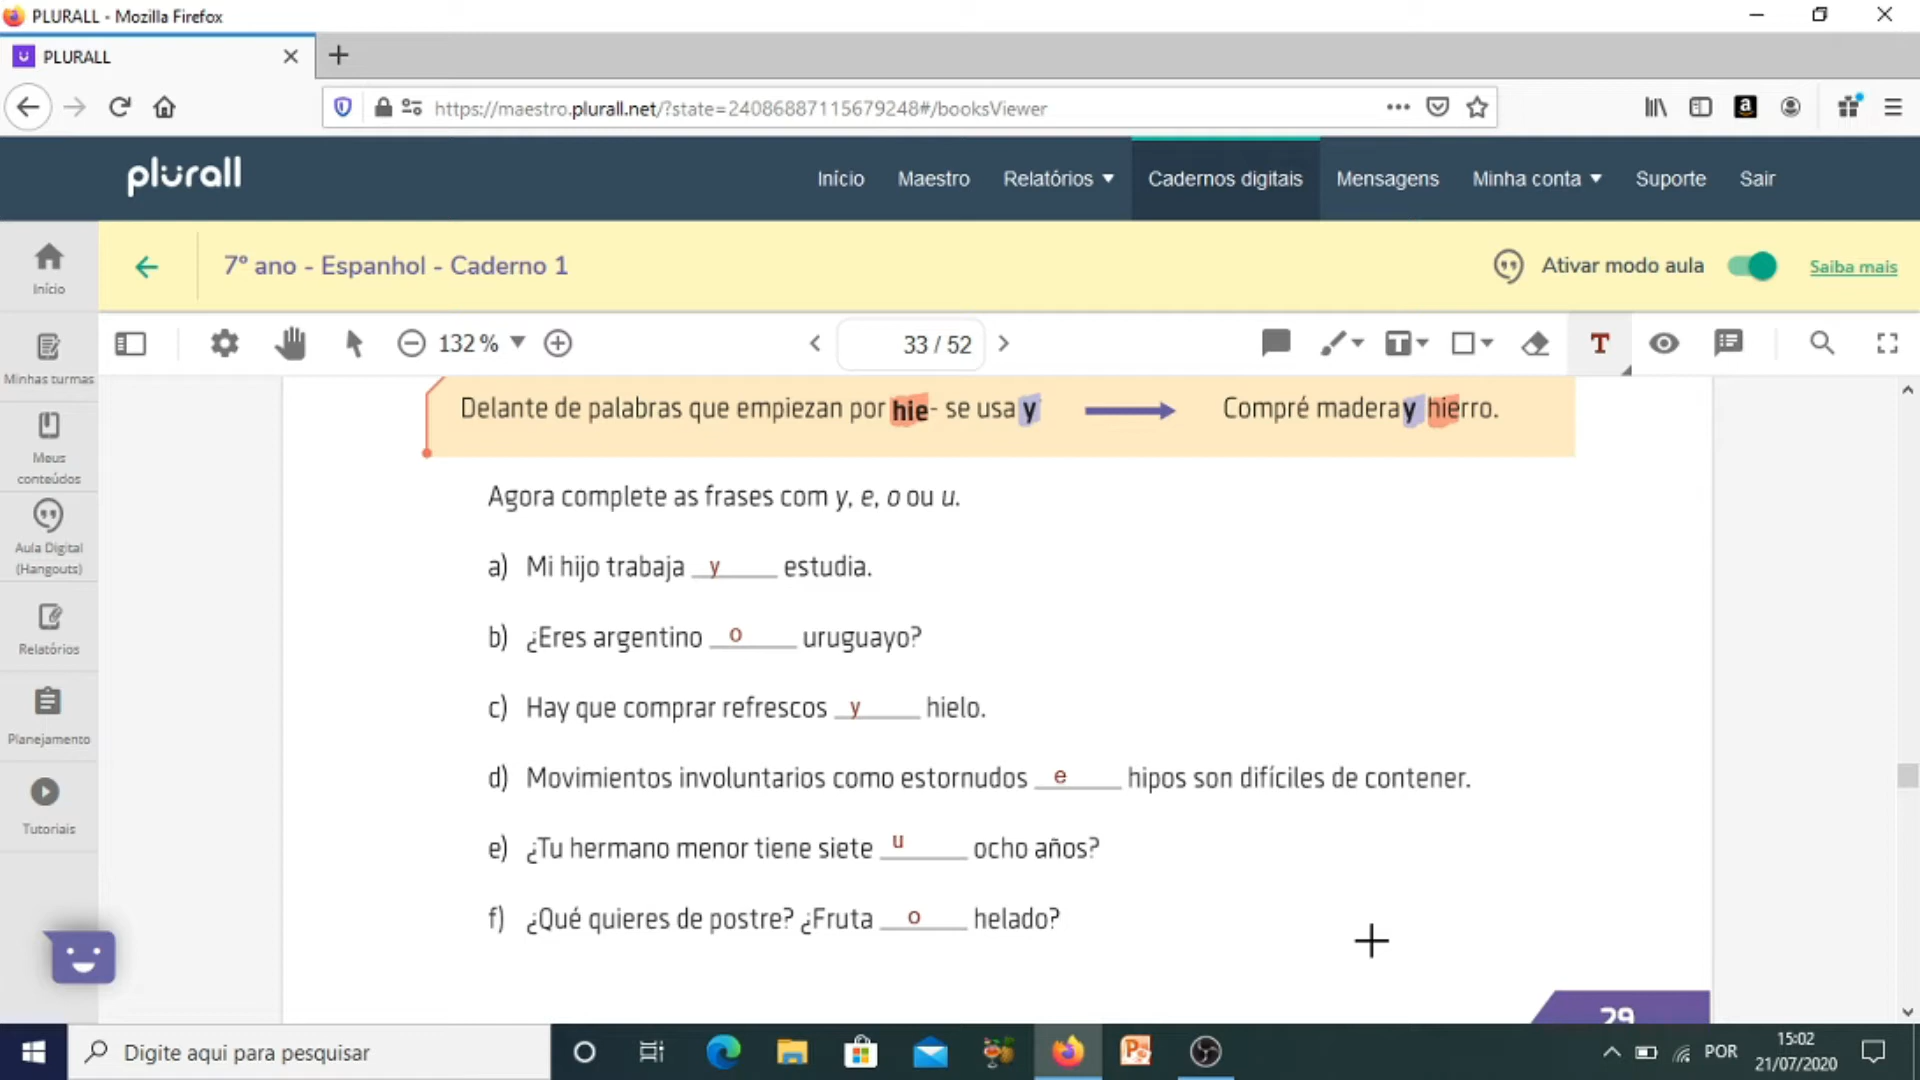 PLURALL - Mozilla Firefox
PLURALL
https://maestro.plurall.net/?state=24086887115679248#/booksViewer
plurall
Início Maestro Relatórios Cadernos digitais Mensagens Minha conta Suporte Sair
7º ano - Espanhol - Caderno 1
Ativar modo aula
Saiba mais
132 %
33 / 52
T
Início
Minhas turmas
Meus conteúdos
Aula Digital (Hangouts)
Relatórios
Planejamento
Tutoriais
Delante de palabras que empiezan por hie- se usa y
Compré madera y hierro.
Agora complete as frases com y, e, o ou u.
a) Mi hijo trabaja y estudia.
b) ¿Eres argentino o uruguayo?
c) Hay que comprar refrescos y hielo.
d) Movimientos involuntarios como estornudos e hipos son difíciles de contener.
e) ¿Tu hermano menor tiene siete u ocho años?
f) ¿Qué quieres de postre? ¿Fruta o helado?
29
Digite aqui para pesquisar
POR
15:02
21/07/2020